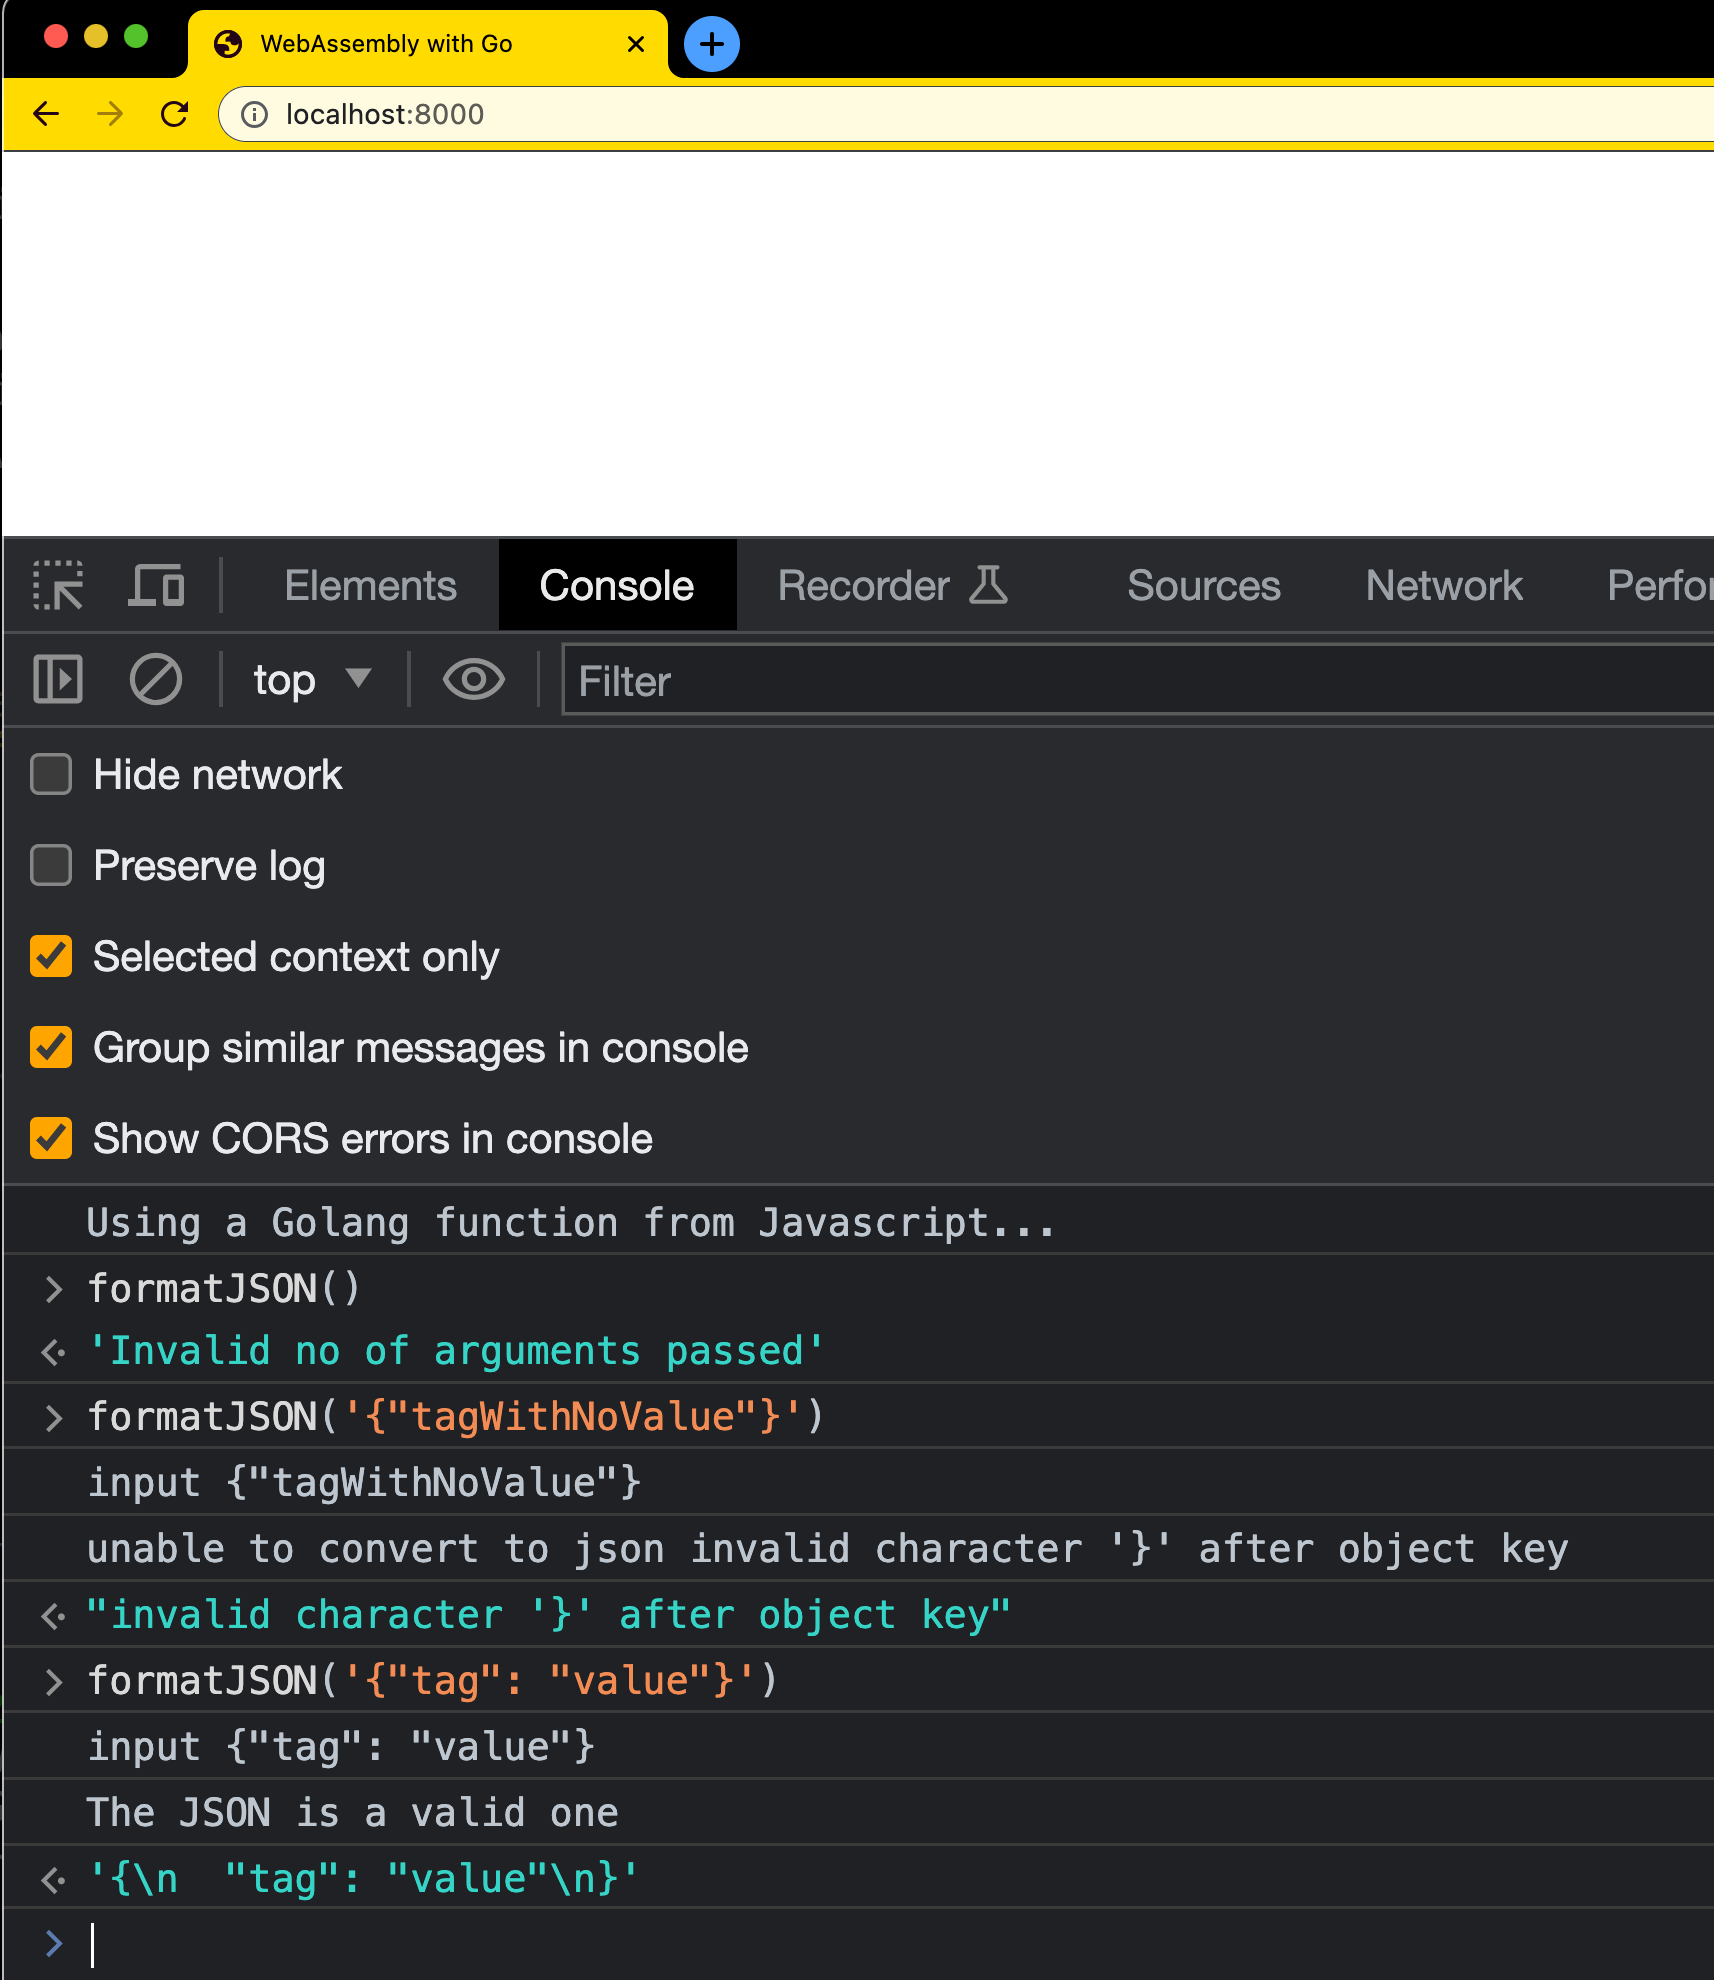 WebAssembly with Go
localhost:8000
Elements Console Recorder Sources Network Perfor
top Filter
Hide network
Preserve log
Selected context only
Group similar messages in console
Show CORS errors in console
Using a Golang function from Javascript...
> formatJSON()
'Invalid no of arguments passed'
> formatJSON('{"tagWithNoValue"}')
input {"tagWithNoValue"}
unable to convert to json invalid character '}' after object key
"invalid character '}' after object key"
> formatJSON('{"tag": "value"}')
input {"tag": "value"}
The JSON is a valid one
'{\n  "tag": "value"\n}'
>